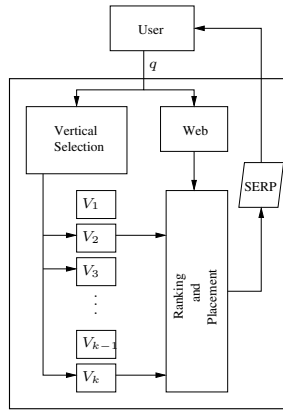 User
q
Vertical
Selection
Web
SERP
V1
V2
V3
Vk−1
Vk
Ranking
and
Placement